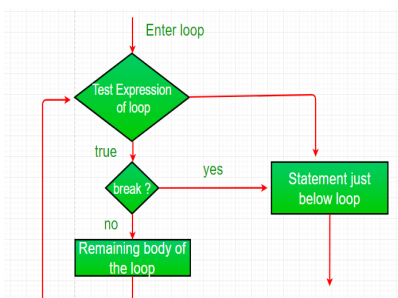 Enter loop
Test Expression
of loop
true
break ?
yes
Statement just
below loop
no
Remaining body of
the loop